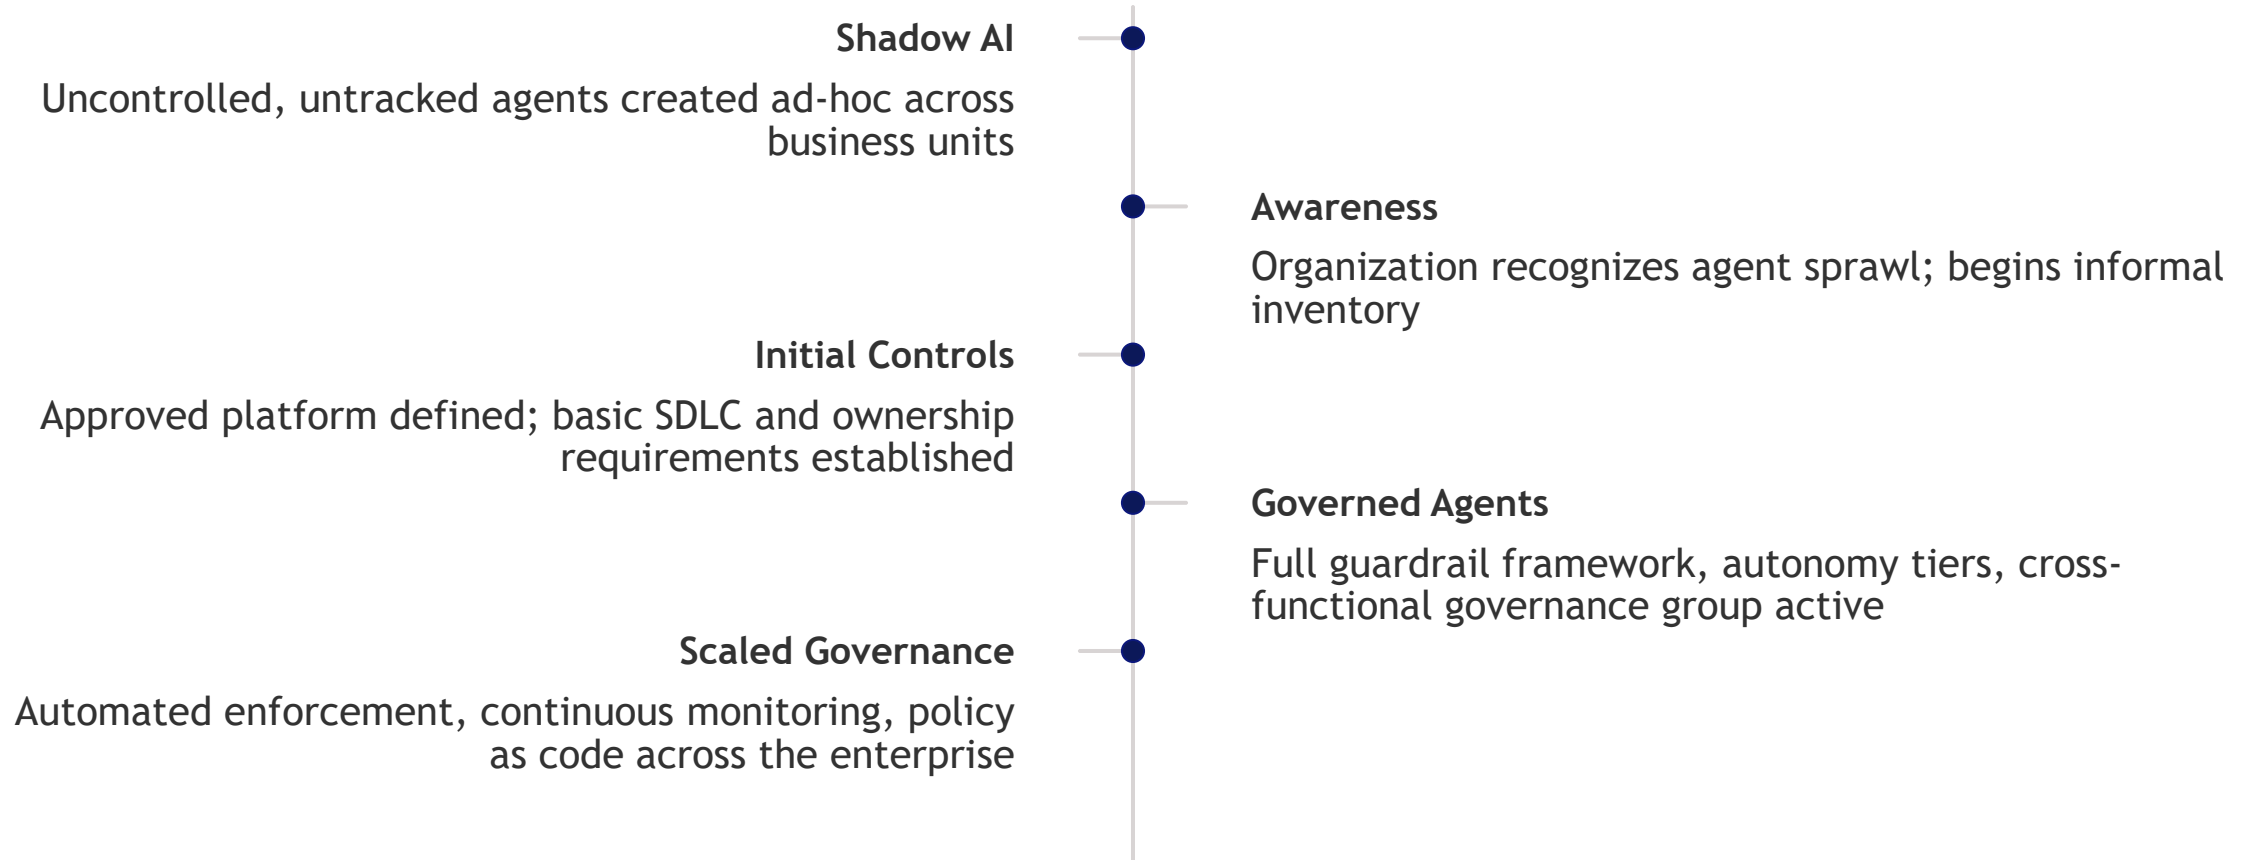 Shadow AI
Uncontrolled, untracked agents created ad-hoc across
business units
Awareness
Organization recognizes agent sprawl; begins informal
inventory
Initial Controls
Approved platform defined; basic SDLC and ownership
requirements established
Governed Agents
Full guardrail framework, autonomy tiers, cross-
functional governance group active
Scaled Governance
Automated enforcement, continuous monitoring, policy
as code across the enterprise